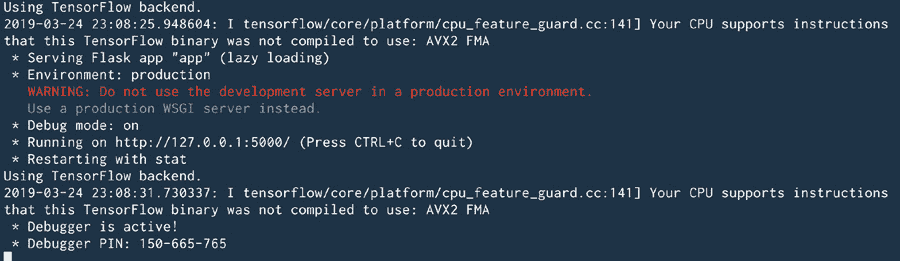 Using TensorFlow backend.
2019-03-24 23:08:25.948604: I tensorflow/core/platform/cpu_feature_guard.cc:141] Your CPU supports instructions
that this TensorFlow binary was not compiled to use: AVX2 FMA
 * Serving Flask app "app" (lazy loading)
 * Environment: production
   WARNING: Do not use the development server in a production environment.
   Use a production WSGI server instead.
 * Debug mode: on
 * Running on http://127.0.0.1:5000/ (Press CTRL+C to quit)
 * Restarting with stat
Using TensorFlow backend.
2019-03-24 23:08:31.730337: I tensorflow/core/platform/cpu_feature_guard.cc:141] Your CPU supports instructions
that this TensorFlow binary was not compiled to use: AVX2 FMA
 * Debugger is active!
 * Debugger PIN: 150-665-765